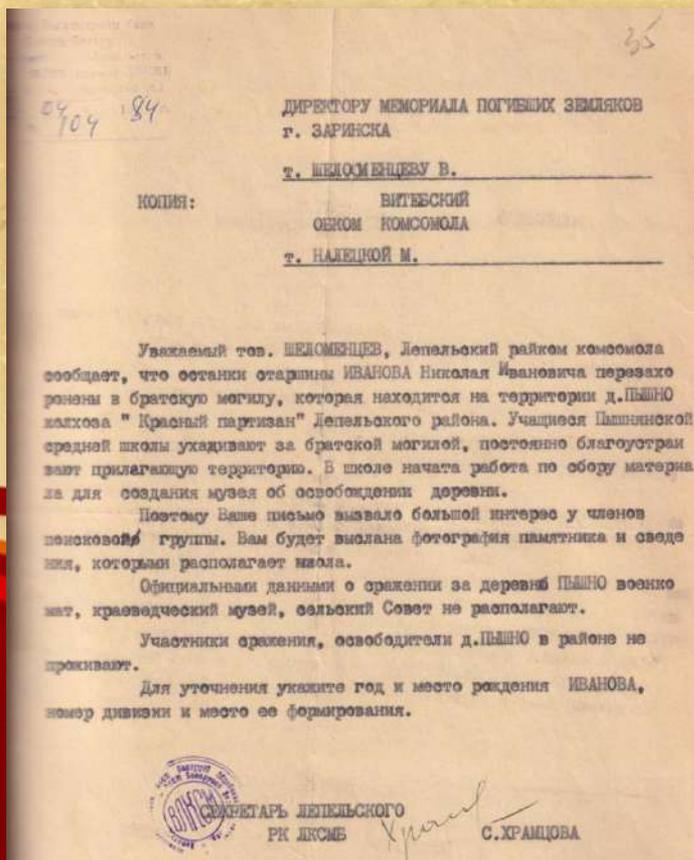 35
04/04 84
ДИРЕКТОРУ МЕМОРИАЛА ПОГИБШИХ ЗЕМЛЯКОВ
г. ЗАРИНСКА
т. ШЕЛОМЕНЦЕВУ В.
КОПИЯ: ВИТЕБСКИЙ
ОБКОМ КОМСОМОЛА
т. НАЛЕЦКОЙ М.
Уважаемый тов. ШЕЛОМЕНЦЕВ, Лепельский райком комсомола
сообщает, что останки старшины ИВАНОВА Николая Ивановича перезахо
ронены в братскую могилу, которая находится на территории д.ПЫШНО
колхоза " Красный партизан" Лепельского района. Учащиеся Пышнянской
средней школы ухаживают за братской могилой, постоянно благоустраи
вают прилагающую территорию. В школе начата работа по сбору материа
ла для создания музея об освобождении деревни.
Поэтому Ваше письмо вызвало большой интерес у членов
поисковой группы. Вам будет выслана фотография памятника и сведе
ния, которыми располагает школа.
Официальными данными о сражении за деревню ПЫШНО военко
мат, краеведческий музей, сельский Совет не располагают.
Участники сражения, освободители д.ПЫШНО в районе не
проживают.
Для уточнения укажите год и место рождения ИВАНОВА,
номер дивизии и место ее формирования.
ВЛКСМ
СЕКРЕТАРЬ ЛЕПЕЛЬСКОГО
РК ЛКСМБ С.ХРАМЦОВА